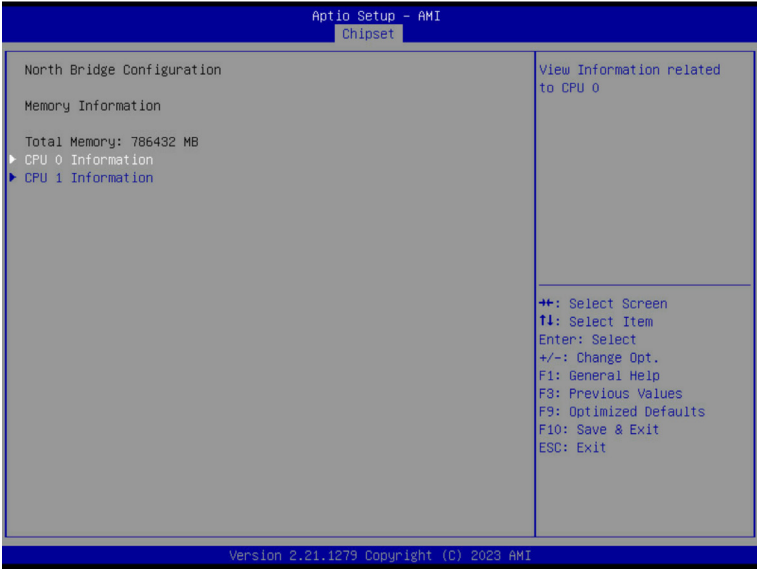 Aptio Setup – AMI
Chipset
North Bridge Configuration
Memory Information
Total Memory: 786432 MB
CPU 0 Information
CPU 1 Information
View Information related
to CPU 0
→←: Select Screen
↑↓: Select Item
Enter: Select
+/-: Change Opt.
F1: General Help
F3: Previous Values
F9: Optimized Defaults
F10: Save & Exit
ESC: Exit
Version 2.21.1279 Copyright (C) 2023 AMI